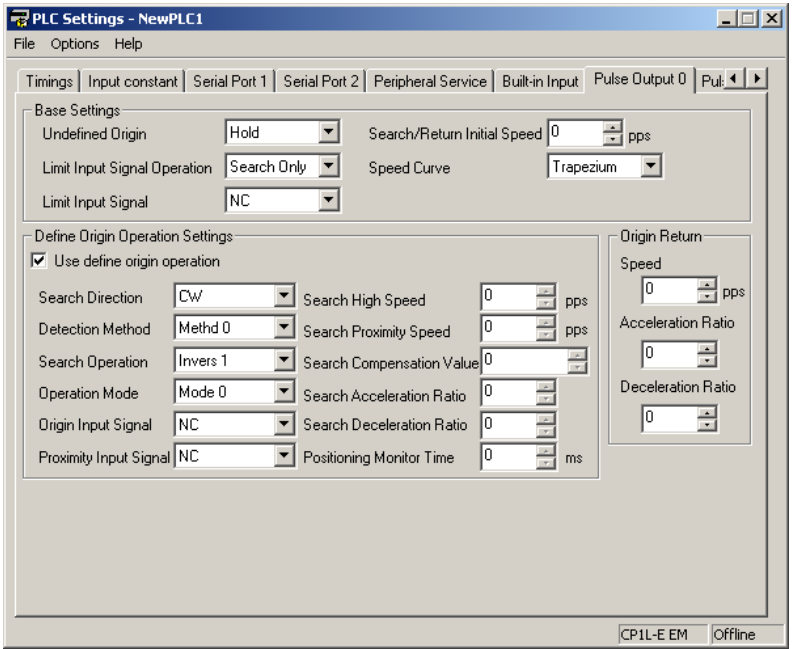 PLC Settings - NewPLC1
File Options Help
Timings Input constant Serial Port 1 Serial Port 2 Peripheral Service Built-in Input Pulse Output 0 Pul
Base Settings
Undefined Origin Hold Search/Return Initial Speed 0 pps
Limit Input Signal Operation Search Only Speed Curve Trapezium
Limit Input Signal NC
Define Origin Operation Settings Origin Return
Use define origin operation Speed
0 pps
Search Direction CW Search High Speed 0 pps
Detection Method Methd 0 Search Proximity Speed 0 pps Acceleration Ratio
Search Operation Invers 1 Search Compensation Value 0 0
Operation Mode Mode 0 Search Acceleration Ratio 0 Deceleration Ratio
Origin Input Signal NC Search Deceleration Ratio 0 0
Proximity Input Signal NC Positioning Monitor Time 0 ms
CP1L-E EM Offline